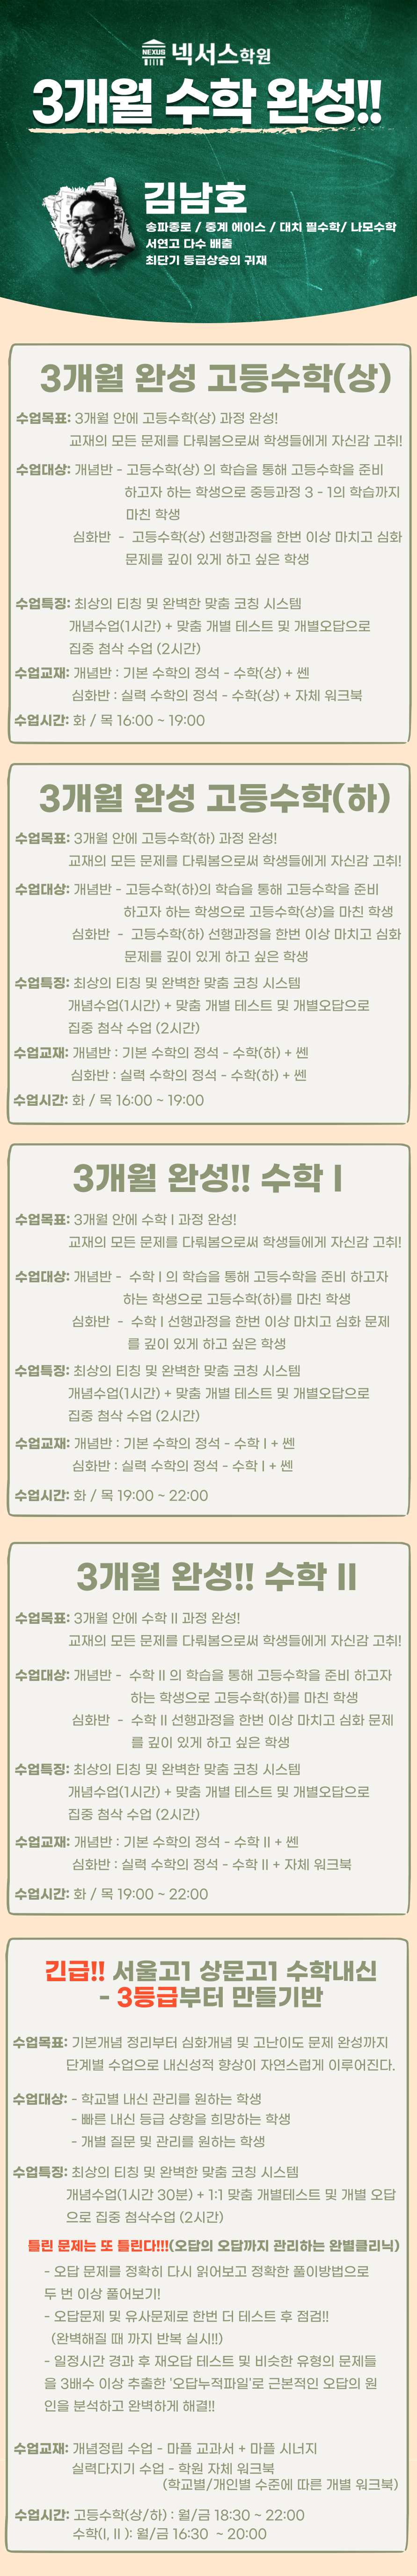 NEXUS 넥서스학원
3개월 수학 완성!!
김남호
송파종로 / 중계 에이스 / 대치 필수학/ 나모수학
서연고 다수 배출
최단기 등급상승의 귀재
3개월 완성 고등수학(상)
수업목표: 3개월 안에 고등수학(상) 과정 완성!
교재의 모든 문제를 다뤄봄으로써 학생들에게 자신감 고취!
수업대상: 개념반 - 고등수학(상) 의 학습을 통해 고등수학을 준비
하고자 하는 학생으로 중등과정 3 - 1의 학습까지
마친 학생
심화반 - 고등수학(상) 선행과정을 한번 이상 마치고 심화
문제를 깊이 있게 하고 싶은 학생
수업특징: 최상의 티칭 및 완벽한 맞춤 코칭 시스템
개념수업(1시간) + 맞춤 개별 테스트 및 개별오답으로
집중 첨삭 수업 (2시간)
수업교재: 개념반 : 기본 수학의 정석 - 수학(상) + 쎈
심화반 : 실력 수학의 정석 - 수학(상) + 자체 워크북
수업시간: 화 / 목 16:00 ~ 19:00
3개월 완성 고등수학(하)
수업목표: 3개월 안에 고등수학(하) 과정 완성!
교재의 모든 문제를 다뤄봄으로써 학생들에게 자신감 고취!
수업대상: 개념반 - 고등수학(하)의 학습을 통해 고등수학을 준비
하고자 하는 학생으로 고등수학(상)을 마친 학생
심화반 - 고등수학(하) 선행과정을 한번 이상 마치고 심화
문제를 깊이 있게 하고 싶은 학생
수업특징: 최상의 티칭 및 완벽한 맞춤 코칭 시스템
개념수업(1시간) + 맞춤 개별 테스트 및 개별오답으로
집중 첨삭 수업 (2시간)
수업교재: 개념반 : 기본 수학의 정석 - 수학(하) + 쎈
심화반 : 실력 수학의 정석 - 수학(하) + 쎈
수업시간: 화 / 목 16:00 ~ 19:00
3개월 완성!! 수학 I
수업목표: 3개월 안에 수학 I 과정 완성!
교재의 모든 문제를 다뤄봄으로써 학생들에게 자신감 고취!
수업대상: 개념반 - 수학 I 의 학습을 통해 고등수학을 준비 하고자
하는 학생으로 고등수학(하)를 마친 학생
심화반 - 수학 I 선행과정을 한번 이상 마치고 심화 문제
를 깊이 있게 하고 싶은 학생
수업특징: 최상의 티칭 및 완벽한 맞춤 코칭 시스템
개념수업(1시간) + 맞춤 개별 테스트 및 개별오답으로
집중 첨삭 수업 (2시간)
수업교재: 개념반 : 기본 수학의 정석 - 수학 I + 쎈
심화반 : 실력 수학의 정석 - 수학 I + 쎈
수업시간: 화 / 목 19:00 ~ 22:00
3개월 완성!! 수학 II
수업목표: 3개월 안에 수학 II 과정 완성!
교재의 모든 문제를 다뤄봄으로써 학생들에게 자신감 고취!
수업대상: 개념반 - 수학 II 의 학습을 통해 고등수학을 준비 하고자
하는 학생으로 고등수학(하)를 마친 학생
심화반 - 수학 II 선행과정을 한번 이상 마치고 심화 문제
를 깊이 있게 하고 싶은 학생
수업특징: 최상의 티칭 및 완벽한 맞춤 코칭 시스템
개념수업(1시간) + 맞춤 개별 테스트 및 개별오답으로
집중 첨삭 수업 (2시간)
수업교재: 개념반 : 기본 수학의 정석 - 수학 II + 쎈
심화반 : 실력 수학의 정석 - 수학 II + 자체 워크북
수업시간: 화 / 목 19:00 ~ 22:00
긴급!! 서울고1 상문고1 수학내신
- 3등급부터 만들기반
수업목표: 기본개념 정리부터 심화개념 및 고난이도 문제 완성까지
단계별 수업으로 내신성적 향상이 자연스럽게 이루어진다.
수업대상: - 학교별 내신 관리를 원하는 학생
- 빠른 내신 등급 샹항을 희망하는 학생
- 개별 질문 및 관리를 원하는 학생
수업특징: 최상의 티칭 및 완벽한 맞춤 코칭 시스템
개념수업(1시간 30분) + 1:1 맞춤 개별테스트 및 개별 오답
으로 집중 첨삭수업 (2시간)
틀린 문제는 또 틀린다!!!(오답의 오답까지 관리하는 완벌클리닉)
- 오답 문제를 정확히 다시 읽어보고 정확한 풀이방법으로
두 번 이상 풀어보기!
- 오답문제 및 유사문제로 한번 더 테스트 후 점검!!
(완벽해질 때 까지 반복 실시!!)
- 일정시간 경과 후 재오답 테스트 및 비슷한 유형의 문제들
을 3배수 이상 추출한 '오답누적파일'로 근본적인 오답의 원
인을 분석하고 완벽하게 해결!!
수업교재: 개념정립 수업 - 마플 교과서 + 마플 시너지
실력다지기 수업 - 학원 자체 워크북
(학교별/개인별 수준에 따른 개별 워크북)
수업시간: 고등수학(상/하) : 월/금 18:30 ~ 22:00
수학(I, II ): 월/금 16:30 ~ 20:00